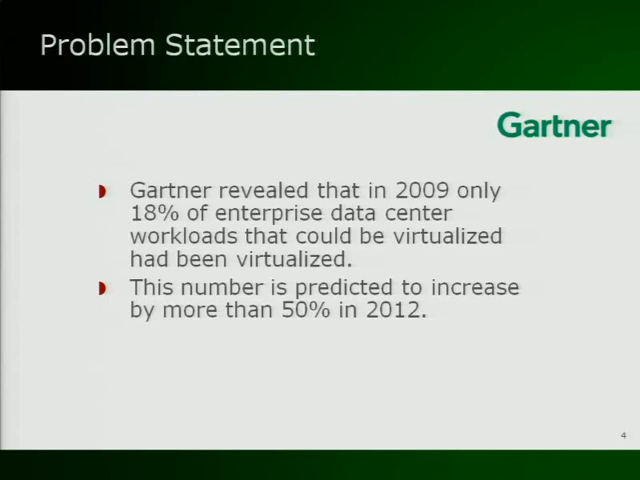 Problem Statement
Gartner
Gartner revealed that in 2009 only
18% of enterprise data center
workloads that could be virtualized
had been virtualized.
This number is predicted to increase
by more than 50% in 2012.
4